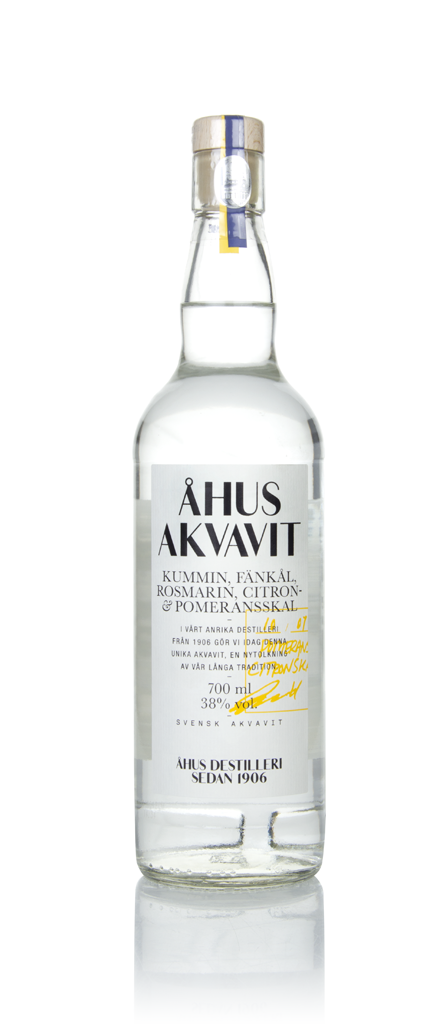 ÅHUS
AKVAVIT
KUMMIN, FÄNKÅL,
ROSMARIN, CITRON-
& POMERANSSKAL
I VÅRT ANRIKA DESTILLERI
FRÅN 1906 GÖR VI IDAG DENNA
UNIKA AKVAVIT, EN NYTOLKNING
AV VÅR LÅNGA TRADITION.
700 ml
38% vol.
SVENSK AKVAVIT
ÅHUS DESTILLERI
SEDAN 1906